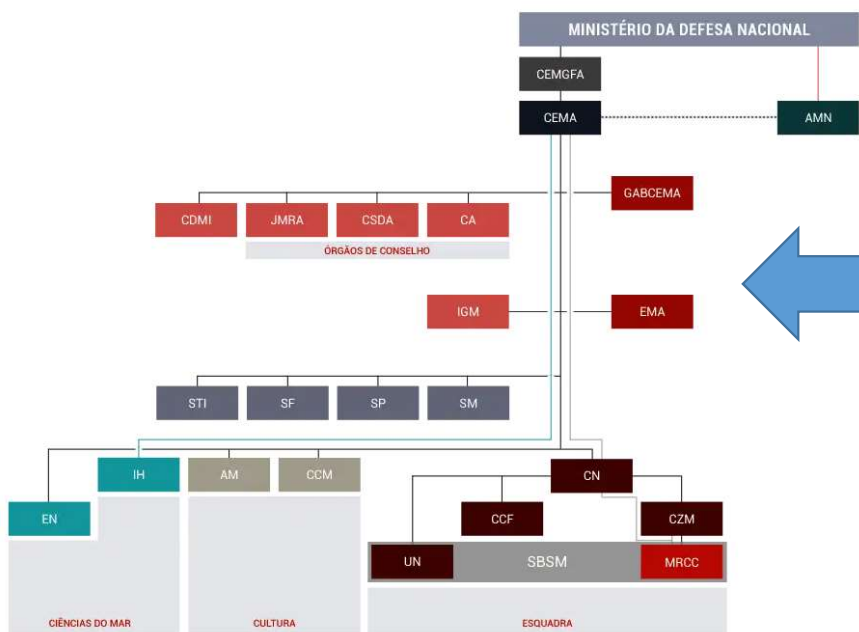 MINISTÉRIO DA DEFESA NACIONAL
CEMGFA
CEMA
AMN
GABCEMA
CDMI
JMRA
CSDA
CA
ÓRGÃOS DE CONSELHO
IGM
EMA
STI
SF
SP
SM
IH
AM
CCM
CN
EN
CCF
CZM
UN
SBSM
MRCC
CIÊNCIAS DO MAR
CULTURA
ESQUADRA